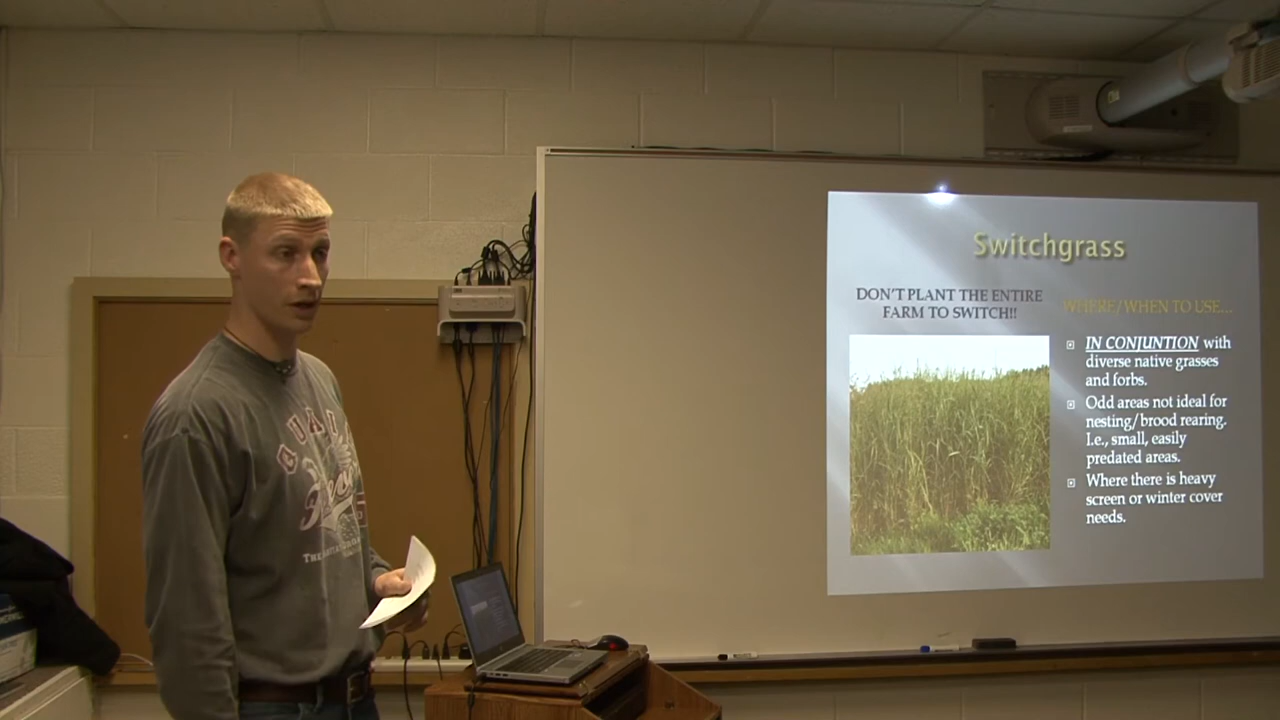 Switchgrass
DON'T PLANT THE ENTIRE
FARM TO SWITCH!!
WHERE/WHEN TO USE...
IN CONJUNTION with
diverse native grasses
and forbs.
Odd areas not ideal for
nesting/brood rearing.
I.e., small, easily
predated areas.
Where there is heavy
screen or winter cover
needs.
QUAIL
THE